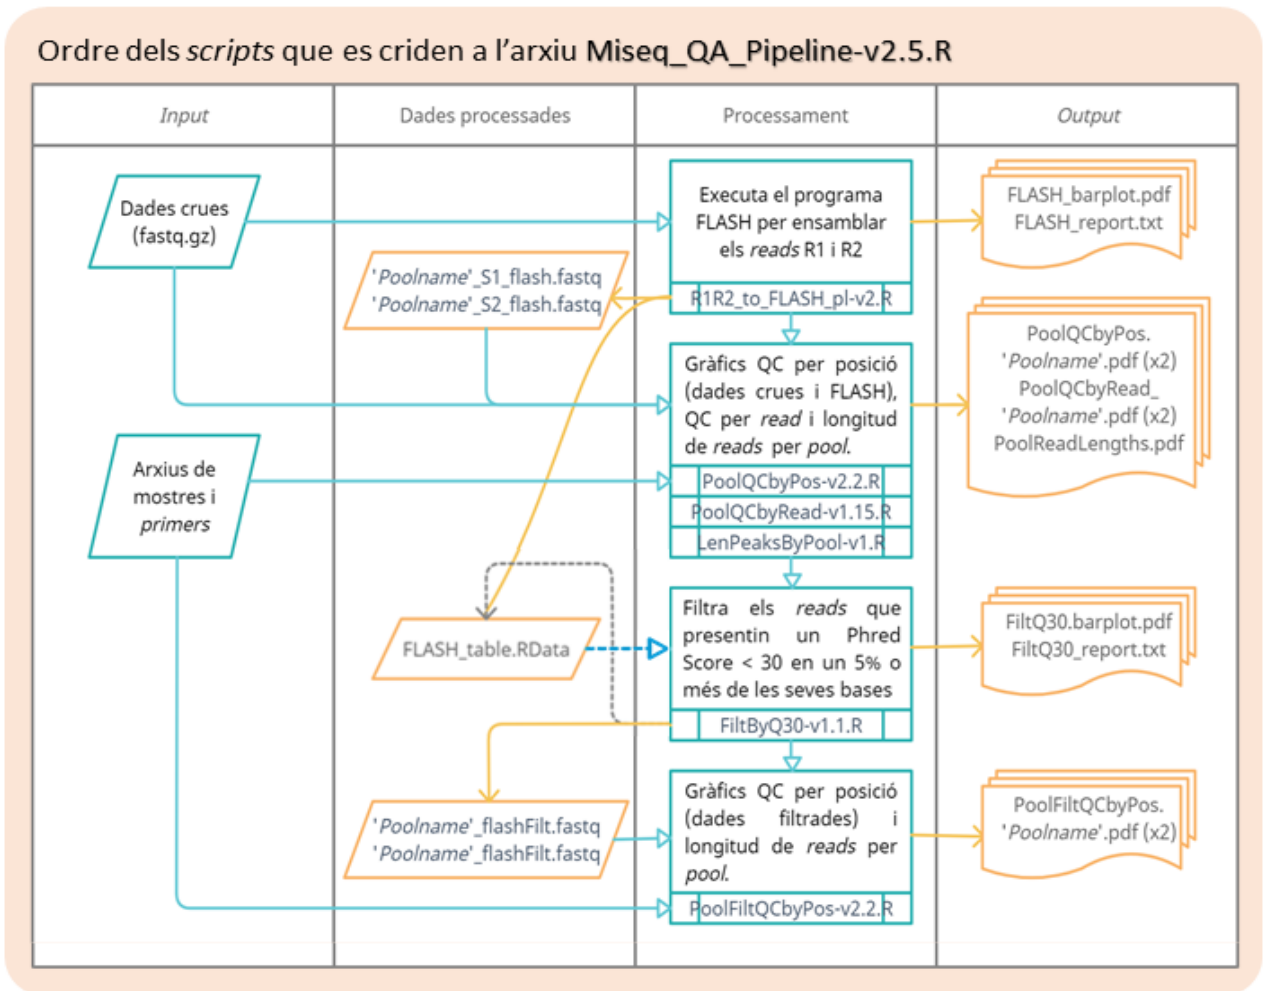 Ordre dels scripts que es criden a l'arxiu Miseq_QA_Pipeline-v2.5.R
Input
Dades processades
Processament
Output
Dades crues
(fastq.gz)
Executa el programa
FLASH per ensamblar
els reads R1 i R2
R1R2_to_FLASH_pl-v2.R
FLASH_barplot.pdf
FLASH_report.txt
'Poolname'_S1_flash.fastq
'Poolname'_S2_flash.fastq
Gràfics QC per posició
(dades crues i FLASH),
QC per read i longitud
de reads per pool.
PoolQCbyPos-v2.2.R
PoolQCbyRead-v1.15.R
LenPeaksByPool-v1.R
PoolQCbyPos.
'Poolname'.pdf (x2)
PoolQCbyRead_
'Poolname'.pdf (x2)
PoolReadLengths.pdf
Arxius de
mostres i
primers
FLASH_table.RData
Filtra els reads que
presentin un Phred
Score < 30 en un 5% o
més de les seves bases
FiltByQ30-v1.1.R
FiltQ30.barplot.pdf
FiltQ30_report.txt
'Poolname'_flashFilt.fastq
'Poolname'_flashFilt.fastq
Gràfics QC per posició
(dades filtrades) i
longitud de reads per
pool.
PoolFiltQCbyPos-v2.2.R
PoolFiltQCbyPos.
'Poolname'.pdf (x2)